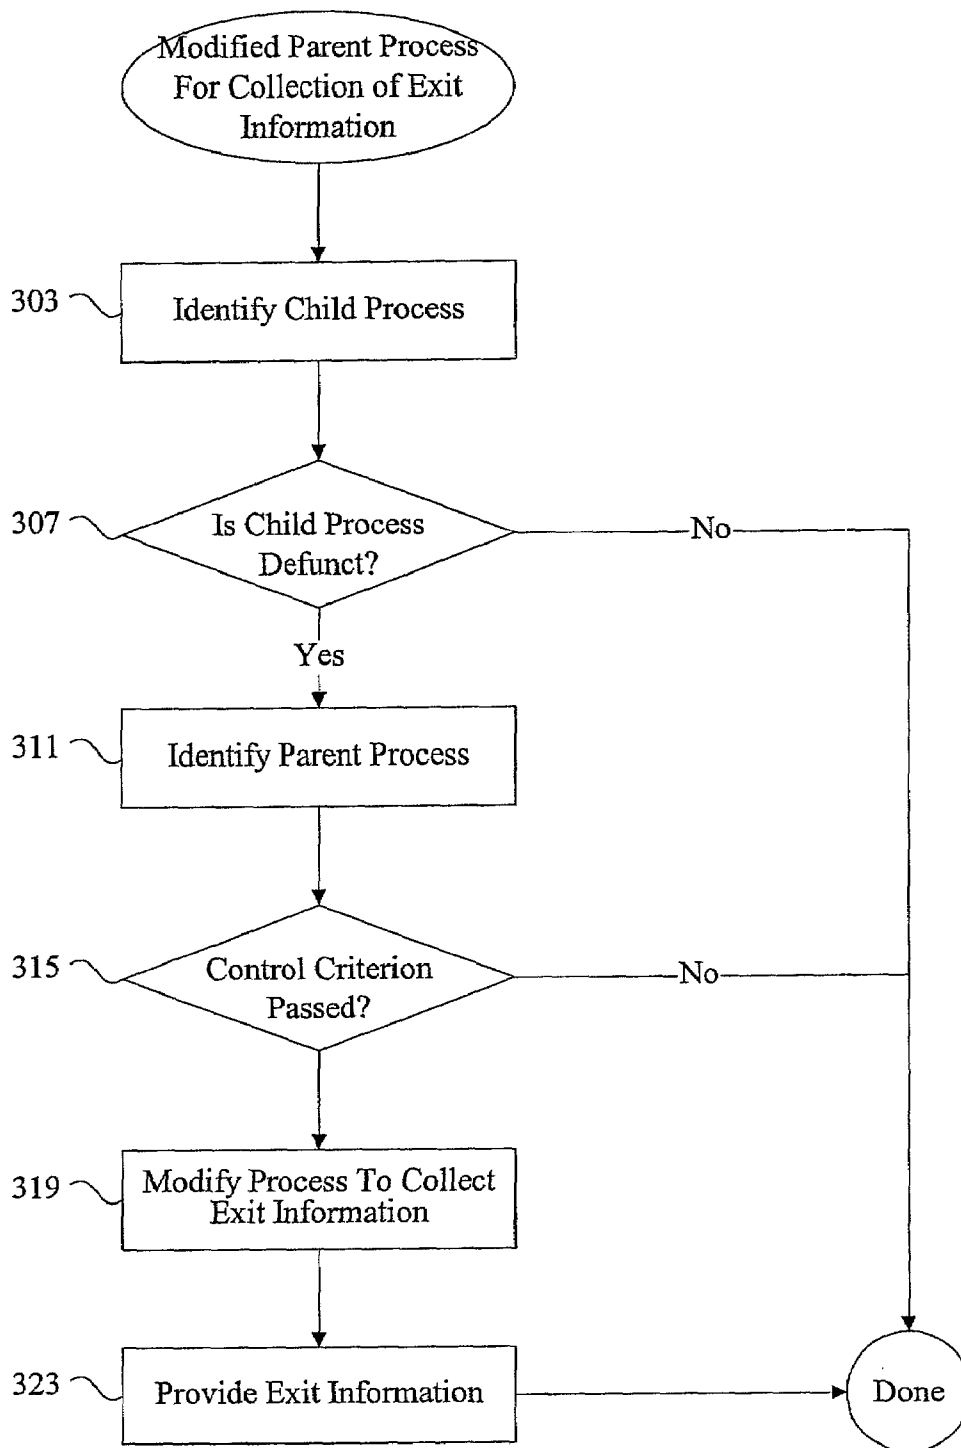 Modified Parent Process
For Collection of Exit
Information
303
Identify Child Process
307
Is Child Process
Defunct?
No
Yes
311
Identify Parent Process
315
Control Criterion
Passed?
No
319
Modify Process To Collect
Exit Information
323
Provide Exit Information
Done